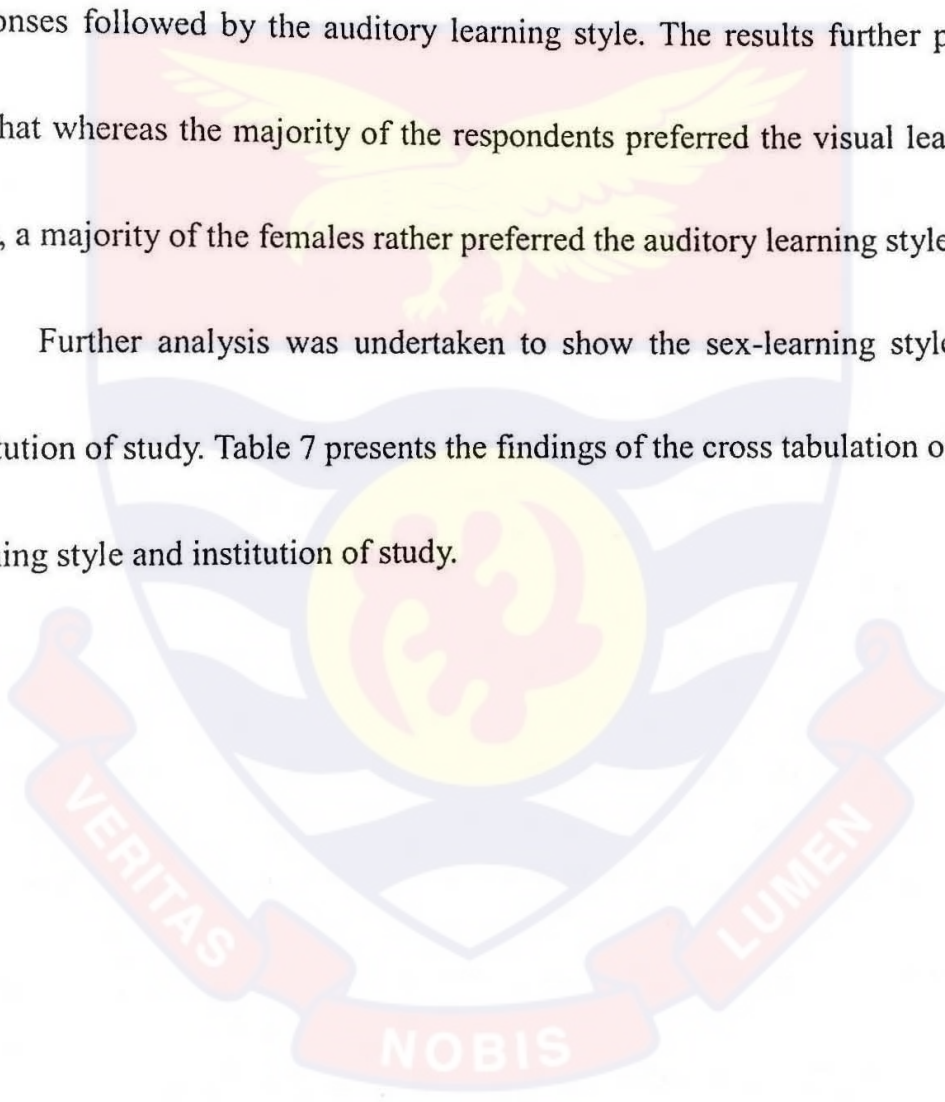 onses followed by the auditory learning style. The results further p
hat whereas the majority of the respondents preferred the visual lea
, a majority of the females rather preferred the auditory learning style
Further analysis was undertaken to show the sex-learning style
tution of study. Table 7 presents the findings of the cross tabulation o
ing style and institution of study.
VERITAS
NOBIS
LUMEN